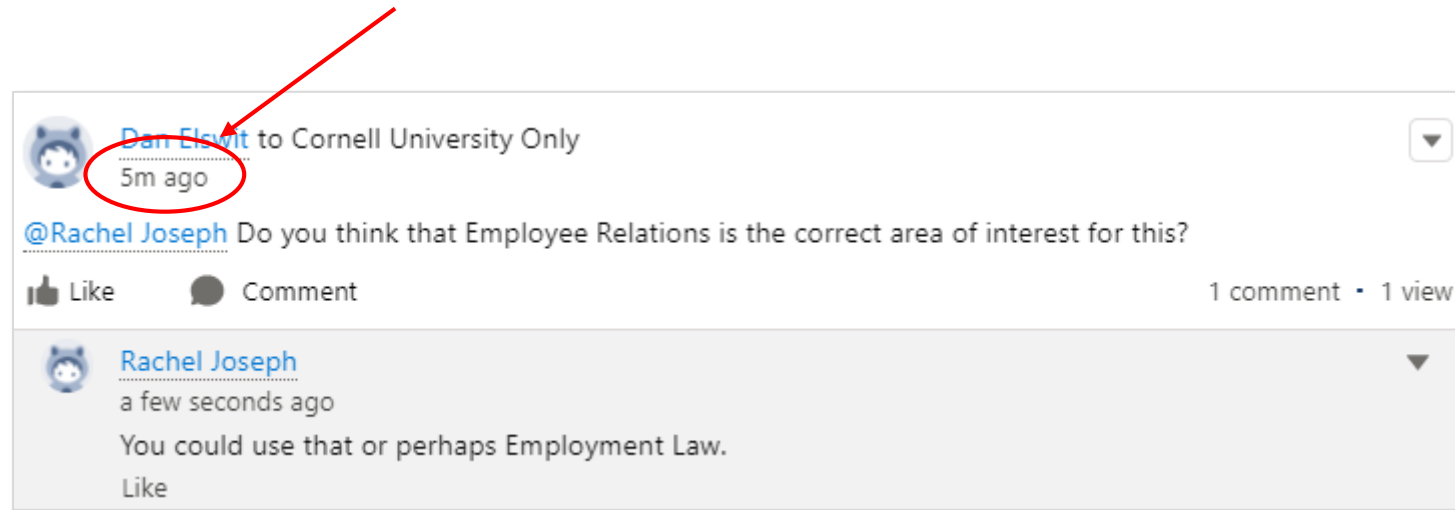 Dan Elswit to Cornell University Only
5m ago
@Rachel Joseph Do you think that Employee Relations is the correct area of interest for this?
Like Comment 1 comment • 1 view
Rachel Joseph
a few seconds ago
You could use that or perhaps Employment Law.
Like